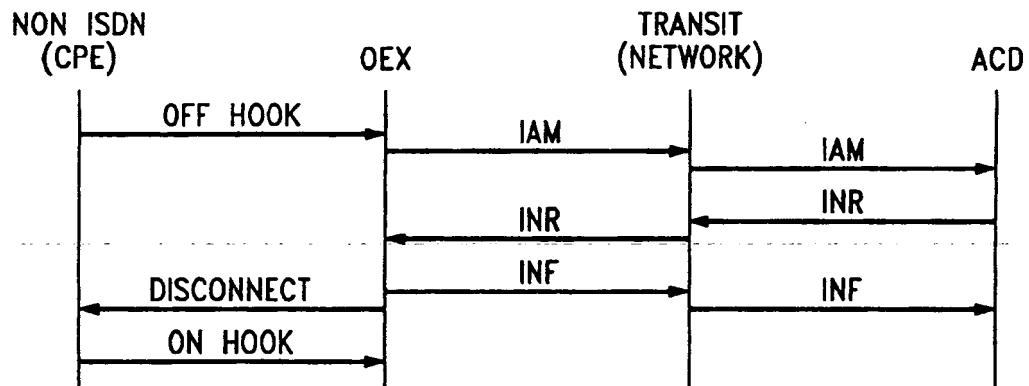 NON ISDN
(CPE)
OEX
TRANSIT
(NETWORK)
ACD
OFF HOOK
IAM
IAM
INR
INR
INF
DISCONNECT
INF
ON HOOK